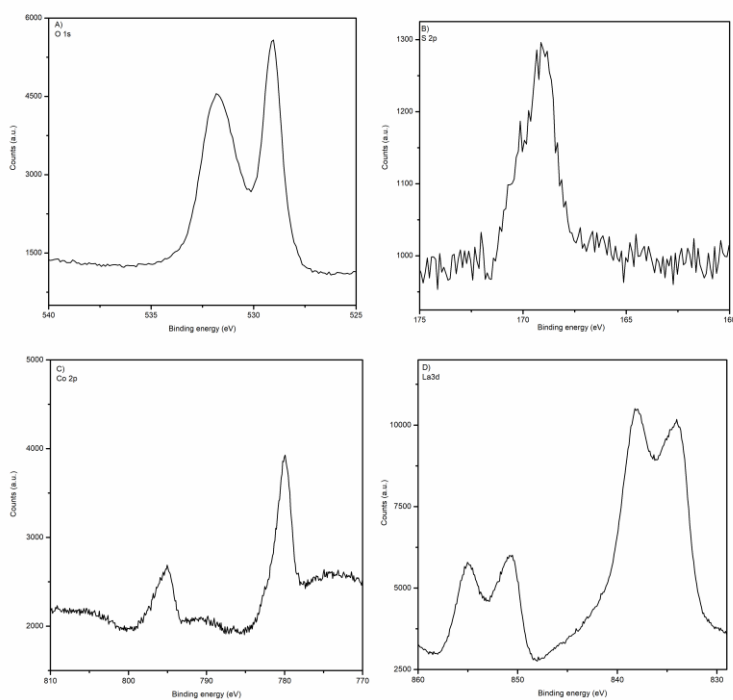 A)
O 1s
6000
4500
3000
1500
Counts (a.u.)
540
535
530
525
Binding energy (eV)
B)
S 2p
1300
1200
1100
1000
Counts (a.u.)
175
170
165
160
Binding energy (eV)
C)
Co 2p
5000
4000
3000
2000
Counts (a.u.)
810
800
790
780
770
Binding energy (eV)
D)
La3d
10000
7500
5000
2500
Counts (a.u.)
860
850
840
830
Binding energy (eV)